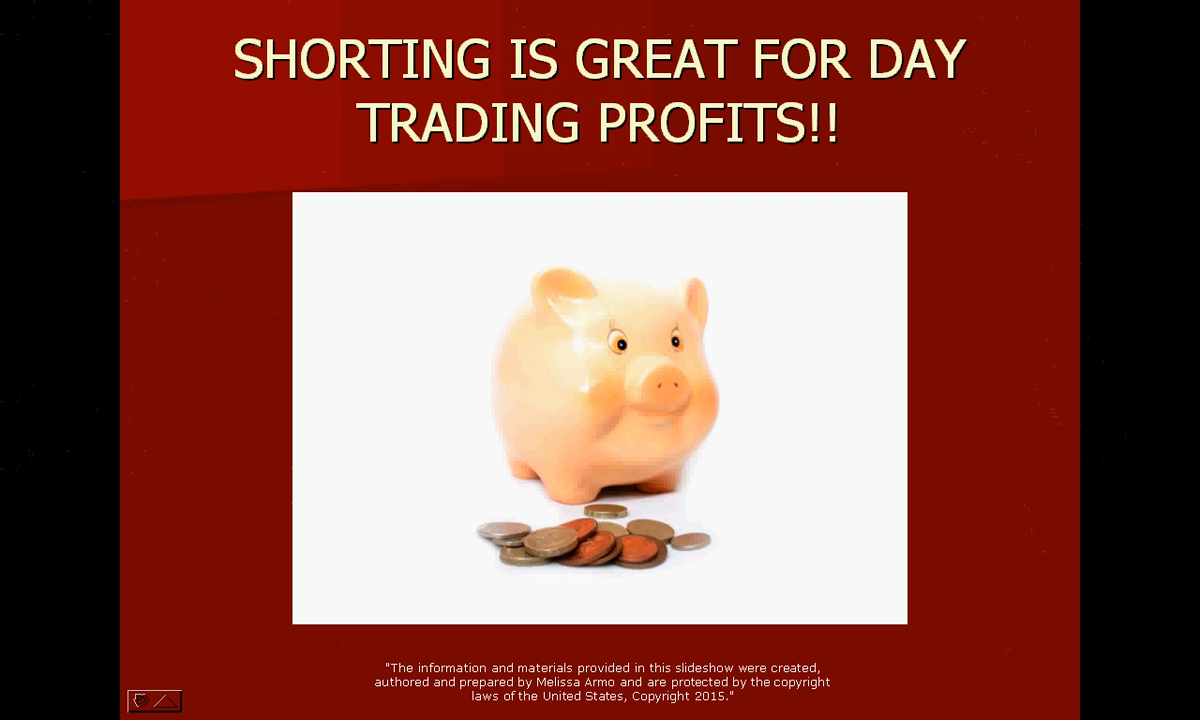 SHORTING IS GREAT FOR DAY
TRADING PROFITS!!
"The information and materials provided in this slideshow were created,
authored and prepared by Melissa Armo and are protected by the copyright
laws of the United States, Copyright 2015."